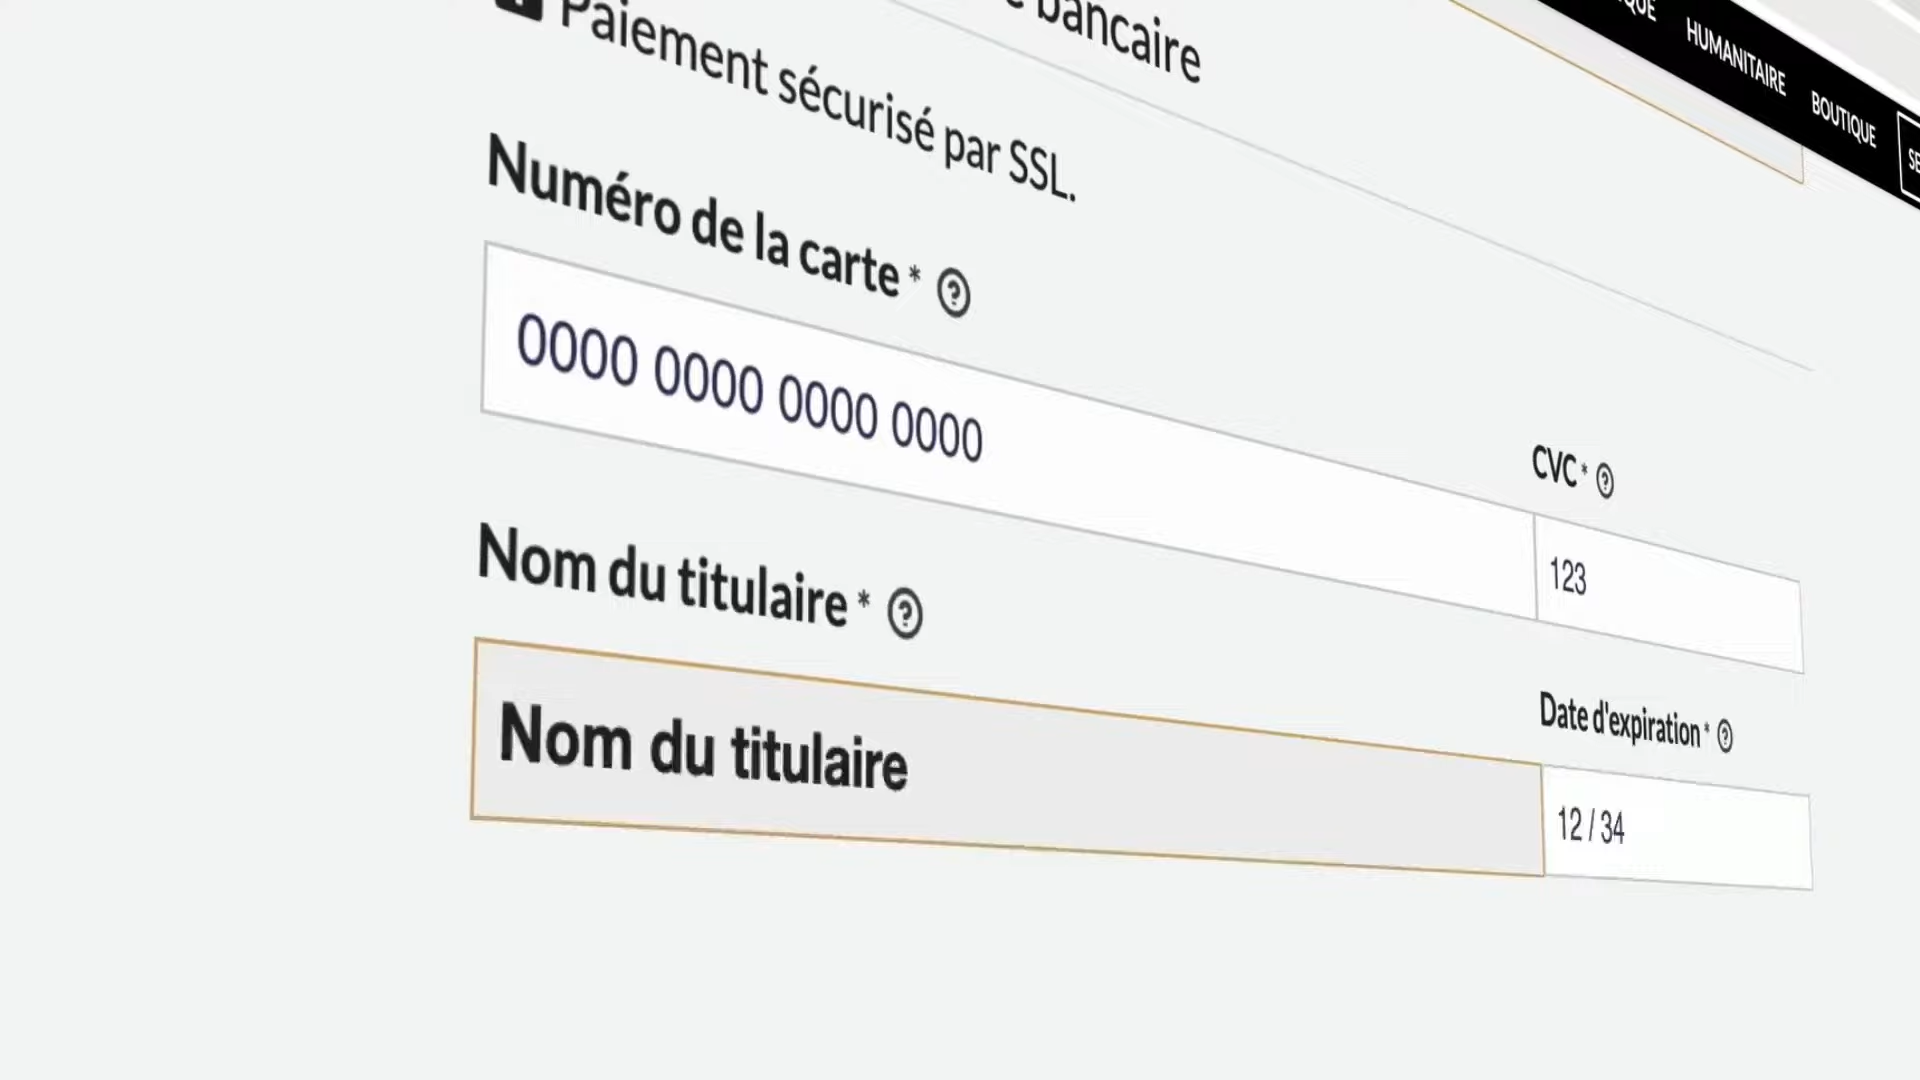 bancaire
Paiement sécurisé par SSL.
HUMANITAIRE
BOUTIQUE
Numéro de la carte *
0000 0000 0000 0000
CVC *
123
Nom du titulaire *
Nom du titulaire
Date d'expiration *
12 / 34